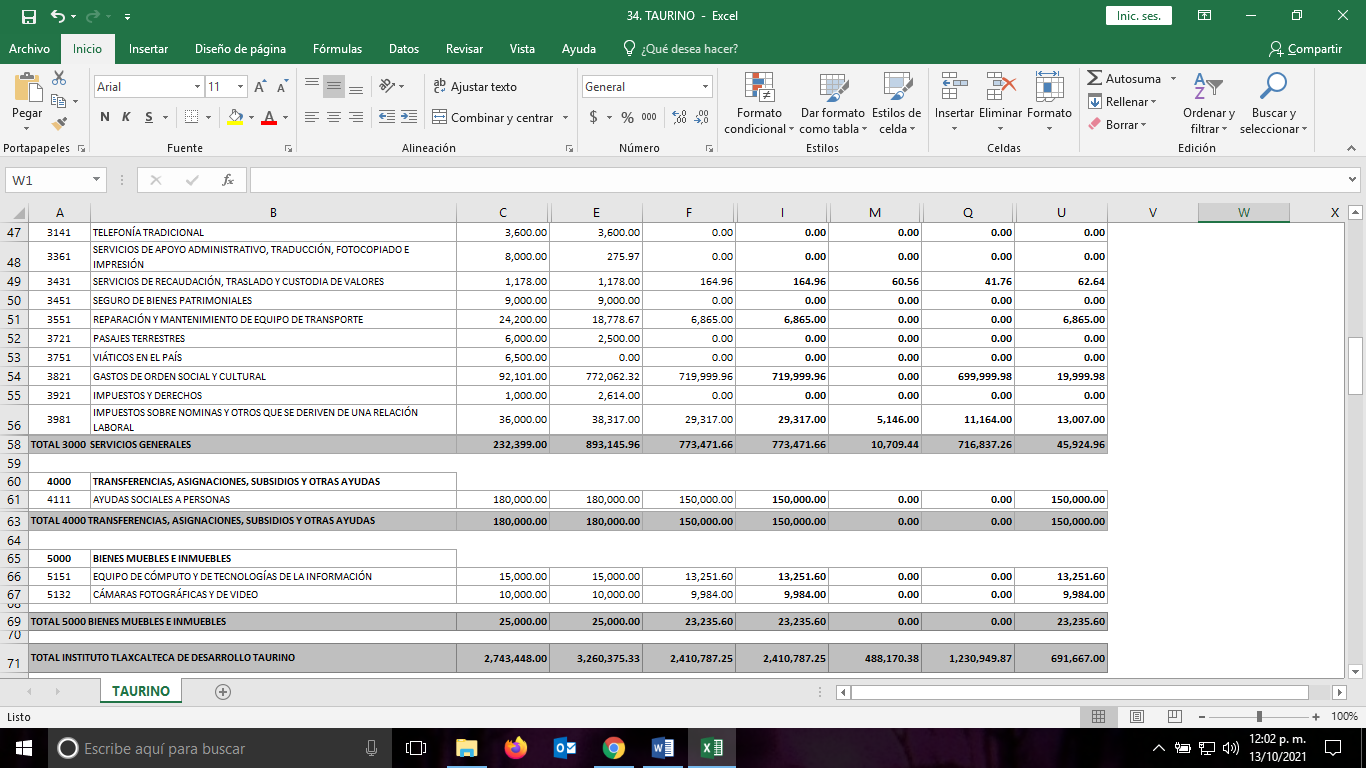 34. TAURINO - Excel
Inic. ses.
Archivo Inicio Insertar Diseño de página Fórmulas Datos Revisar Vista Ayuda ¿Qué desea hacer? Compartir
Pegar
Arial 11
N K S
Ajustar texto
Combinar y centrar
General
$ % 000
Formato condicional
Dar formato como tabla
Estilos de celda
Insertar Eliminar Formato
Autosuma
Rellenar
Borrar
Ordenar y filtrar
Buscar y seleccionar
Portapapeles Fuente Alineación Número Estilos Celdas Edición
W1 fx
A B C E F I M Q U V W X
47 3141 TELEFONÍA TRADICIONAL 3,600.00 3,600.00 0.00 0.00 0.00 0.00 0.00
48 3361 SERVICIOS DE APOYO ADMINISTRATIVO, TRADUCCIÓN, FOTOCOPIADO E
IMPRESIÓN 8,000.00 275.97 0.00 0.00 0.00 0.00 0.00
49 3431 SERVICIOS DE RECAUDACIÓN, TRASLADO Y CUSTODIA DE VALORES 1,178.00 1,178.00 164.96 164.96 60.56 41.76 62.64
50 3451 SEGURO DE BIENES PATRIMONIALES 9,000.00 9,000.00 0.00 0.00 0.00 0.00 0.00
51 3551 REPARACIÓN Y MANTENIMIENTO DE EQUIPO DE TRANSPORTE 24,200.00 18,778.67 6,865.00 6,865.00 0.00 0.00 6,865.00
52 3721 PASAJES TERRESTRES 6,000.00 2,500.00 0.00 0.00 0.00 0.00 0.00
53 3751 VIÁTICOS EN EL PAÍS 6,500.00 0.00 0.00 0.00 0.00 0.00 0.00
54 3821 GASTOS DE ORDEN SOCIAL Y CULTURAL 92,101.00 772,062.32 719,999.96 719,999.96 0.00 699,999.98 19,999.98
55 3921 IMPUESTOS Y DERECHOS 1,000.00 2,614.00 0.00 0.00 0.00 0.00 0.00
56 3981 IMPUESTOS SOBRE NOMINAS Y OTROS QUE SE DERIVEN DE UNA RELACIÓN
LABORAL 36,000.00 38,317.00 29,317.00 29,317.00 5,146.00 11,164.00 13,007.00
58 TOTAL 3000 SERVICIOS GENERALES 232,399.00 893,145.96 773,471.66 773,471.66 10,709.44 716,837.26 45,924.96
59
60 4000 TRANSFERENCIAS, ASIGNACIONES, SUBSIDIOS Y OTRAS AYUDAS
61 4111 AYUDAS SOCIALES A PERSONAS 180,000.00 180,000.00 150,000.00 150,000.00 0.00 0.00 150,000.00
63 TOTAL 4000 TRANSFERENCIAS, ASIGNACIONES, SUBSIDIOS Y OTRAS AYUDAS 180,000.00 180,000.00 150,000.00 150,000.00 0.00 0.00 150,000.00
64
65 5000 BIENES MUEBLES E INMUEBLES
66 5151 EQUIPO DE CÓMPUTO Y DE TECNOLOGÍAS DE LA INFORMACIÓN 15,000.00 15,000.00 13,251.60 13,251.60 0.00 0.00 13,251.60
67 5132 CÁMARAS FOTOGRÁFICAS Y DE VIDEO 10,000.00 10,000.00 9,984.00 9,984.00 0.00 0.00 9,984.00
68
69 TOTAL 5000 BIENES MUEBLES E INMUEBLES 25,000.00 25,000.00 23,235.60 23,235.60 0.00 0.00 23,235.60
70
71 TOTAL INSTITUTO TLAXCALTECA DE DESARROLLO TAURINO 2,743,448.00 3,260,375.33 2,410,787.25 2,410,787.25 488,170.38 1,230,949.87 691,667.00
TAURINO
Listo 100%
Escribe aquí para buscar
12:02 p. m.
13/10/2021